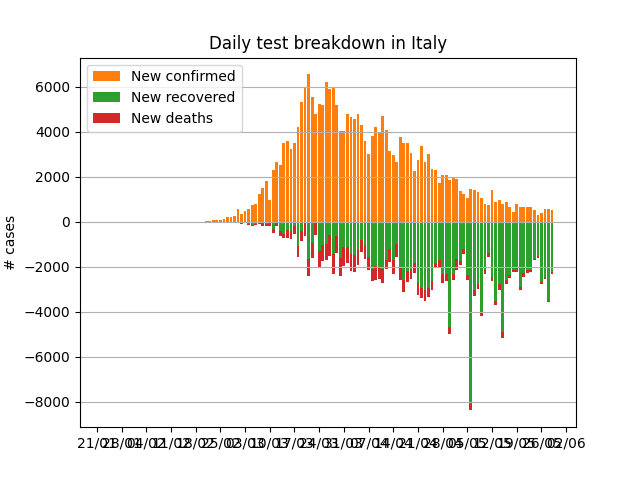 Daily test breakdown in Italy
New confirmed
New recovered
New deaths
6000
4000
2000
0
−2000
−4000
−6000
−8000
# cases
21/01 28/01 04/02 11/02 18/02 25/02 03/03 10/03 17/03 24/03 31/03 07/04 14/04 21/04 28/04 05/05 12/05 19/05 26/05 02/06